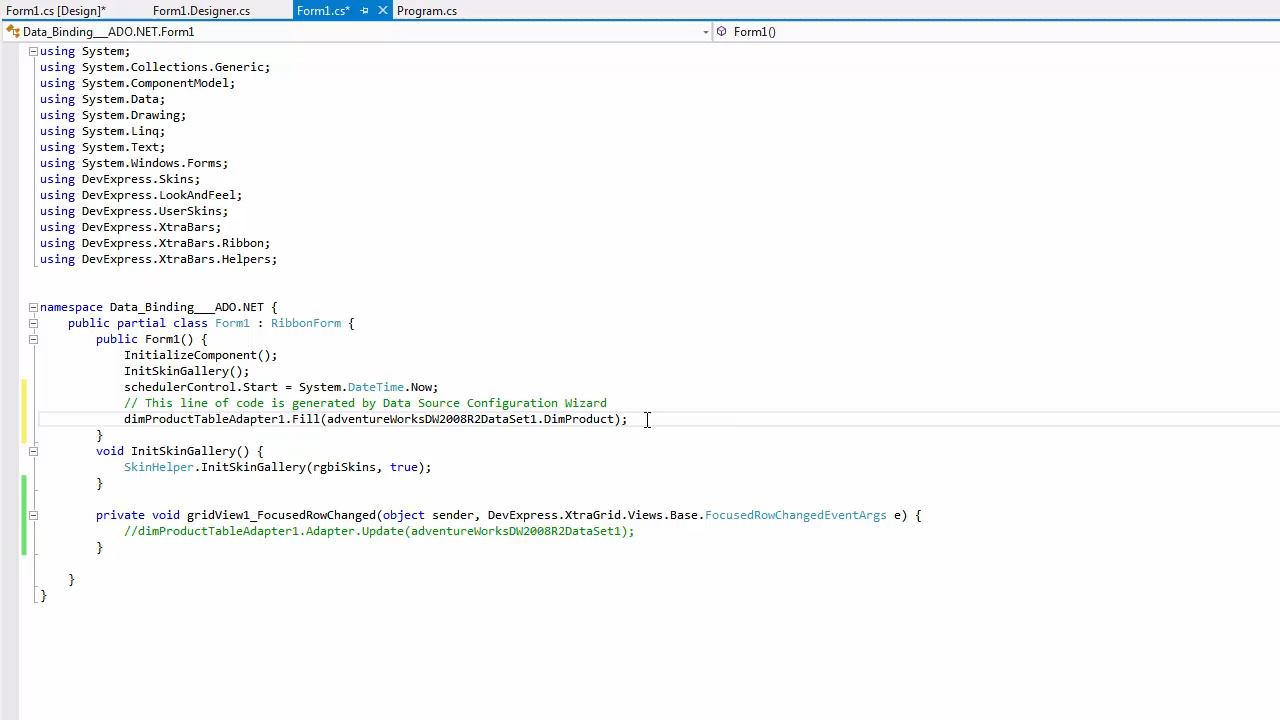 Form1.cs [Design]* Form1.Designer.cs Form1.cs* Program.cs
Data_Binding___ADO.NET.Form1 Form1()
using System;
using System.Collections.Generic;
using System.ComponentModel;
using System.Data;
using System.Drawing;
using System.Linq;
using System.Text;
using System.Windows.Forms;
using DevExpress.Skins;
using DevExpress.LookAndFeel;
using DevExpress.UserSkins;
using DevExpress.XtraBars;
using DevExpress.XtraBars.Ribbon;
using DevExpress.XtraBars.Helpers;
namespace Data_Binding___ADO.NET {
public partial class Form1 : RibbonForm {
public Form1() {
InitializeComponent();
InitSkinGallery();
schedulerControl.Start = System.DateTime.Now;
// This line of code is generated by Data Source Configuration Wizard
dimProductTableAdapter1.Fill(adventureWorksDW2008R2DataSet1.DimProduct);
}
void InitSkinGallery() {
SkinHelper.InitSkinGallery(rgbiSkins, true);
}
private void gridView1_FocusedRowChanged(object sender, DevExpress.XtraGrid.Views.Base.FocusedRowChangedEventArgs e) {
//dimProductTableAdapter1.Adapter.Update(adventureWorksDW2008R2DataSet1);
}
}
}